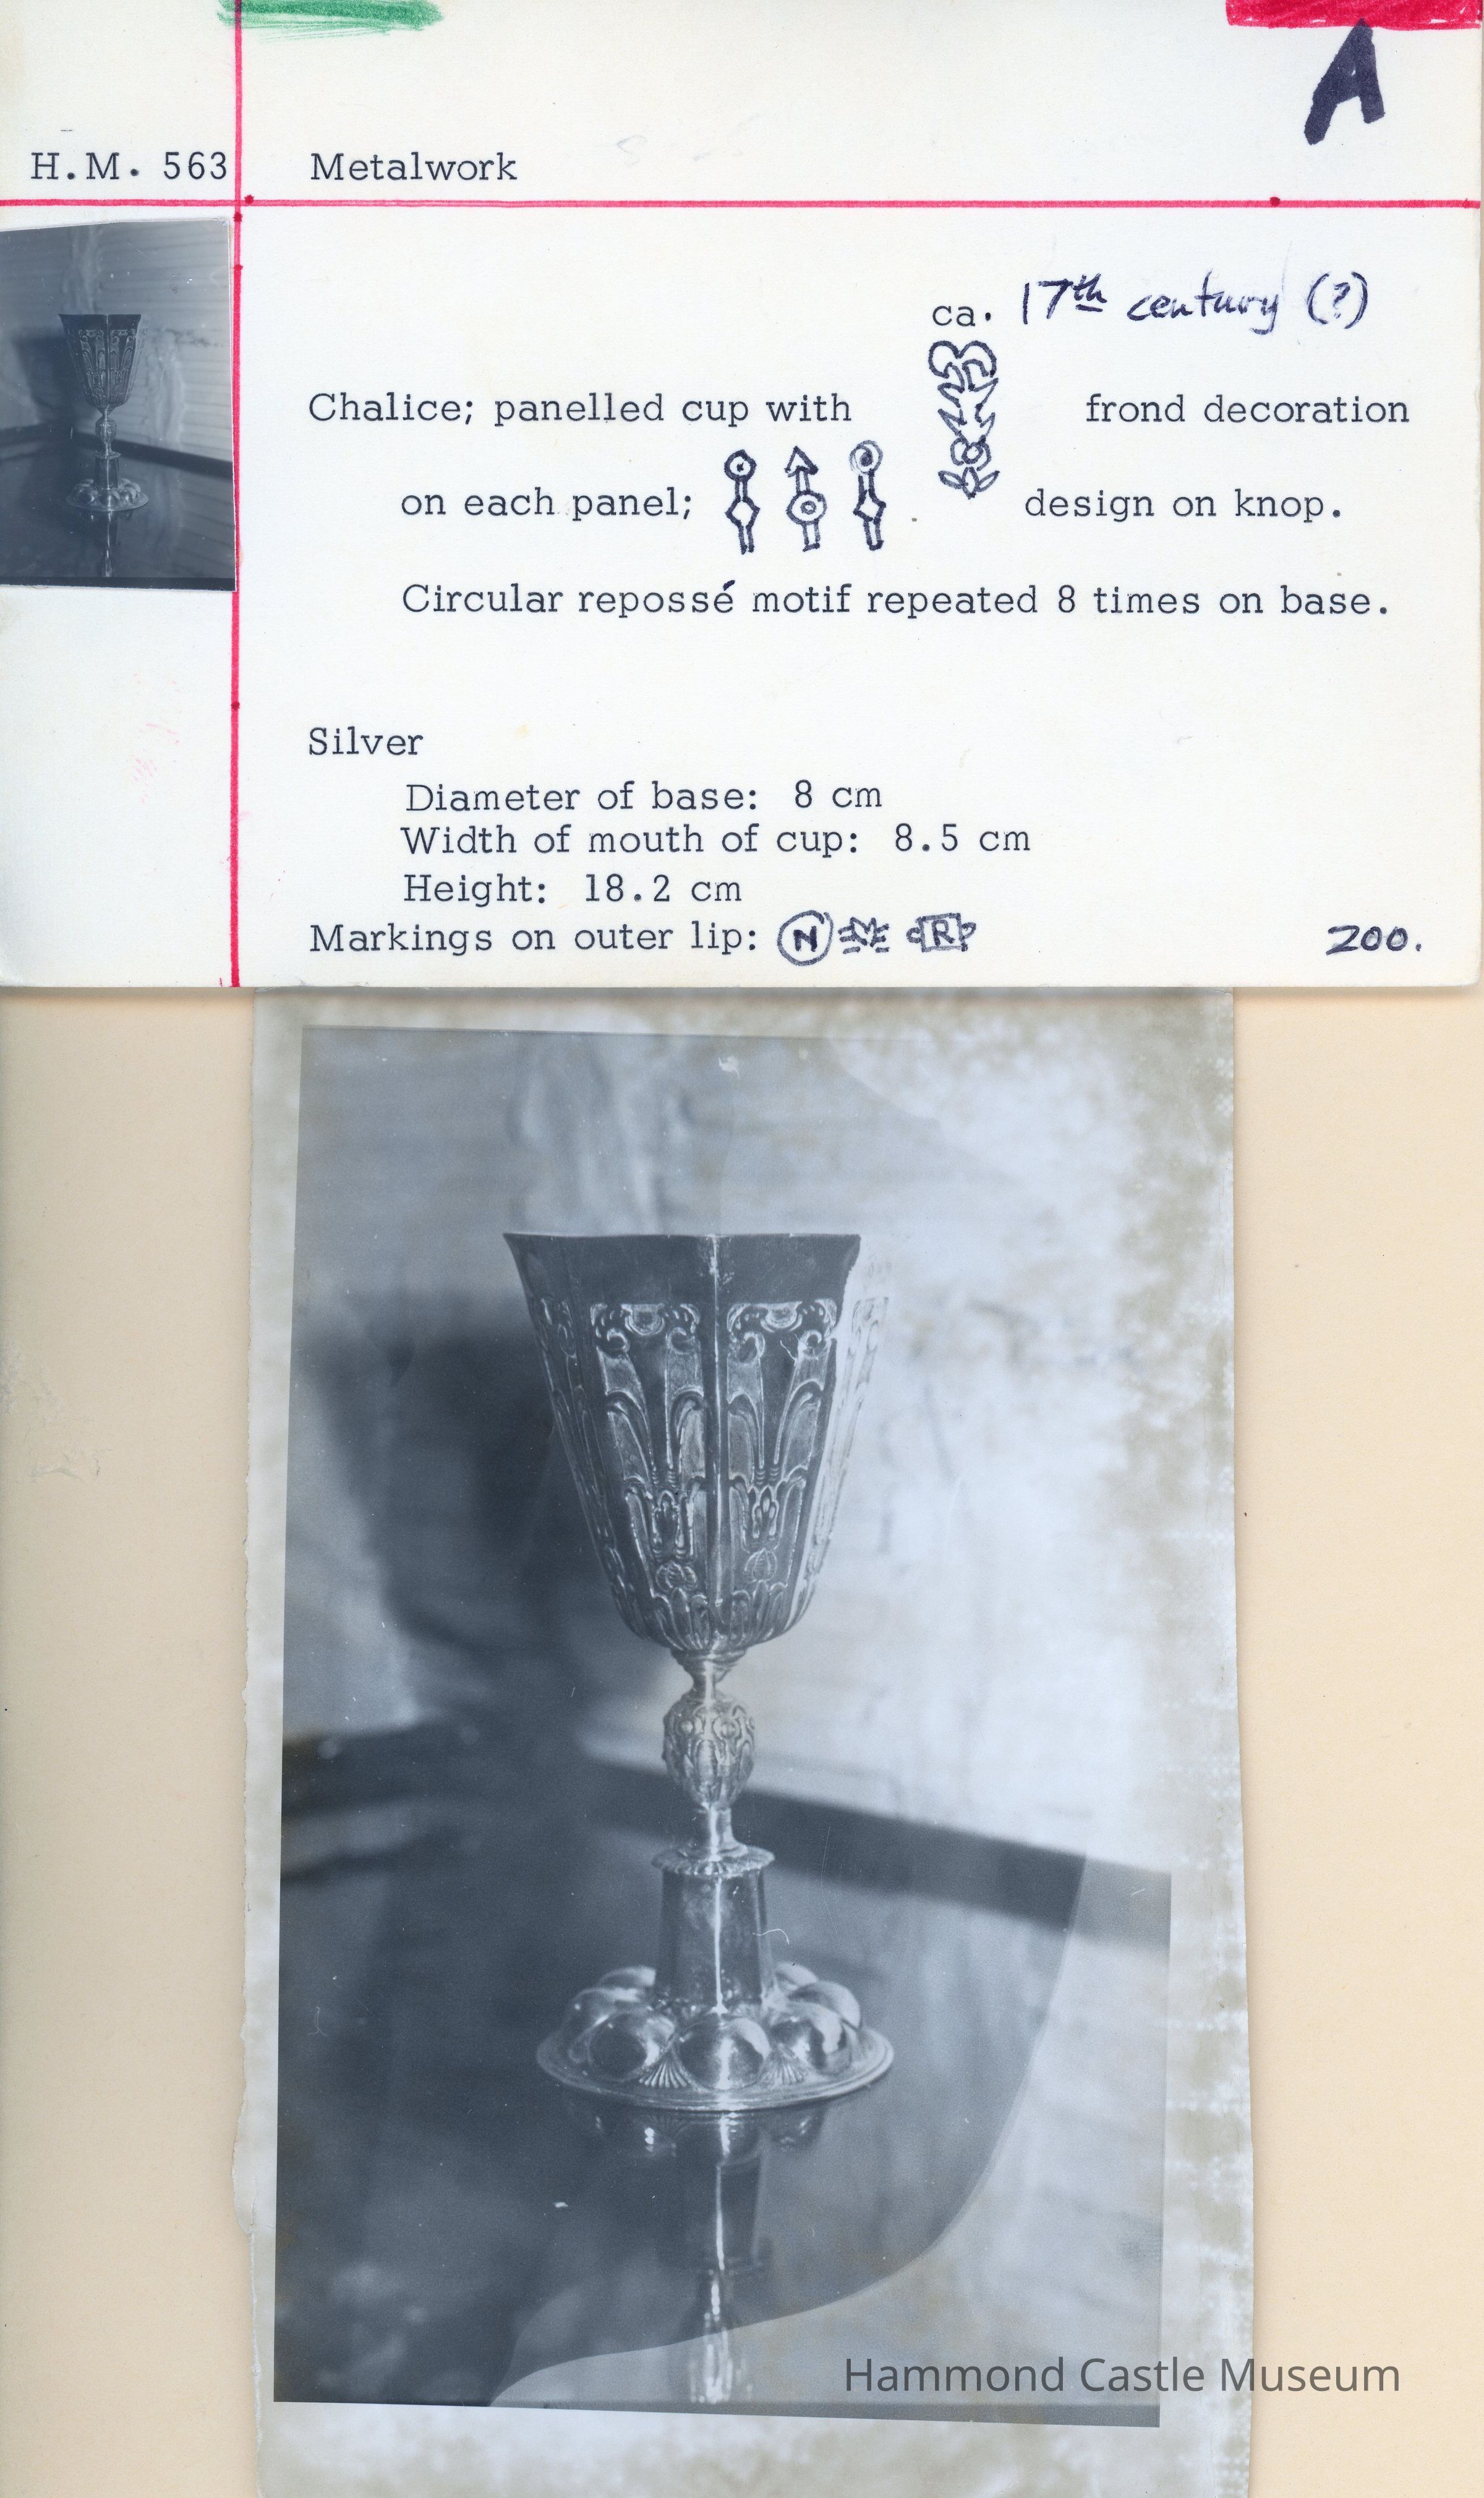 A
H.M. 563 Metalwork
ca. 17th century (?)
Chalice; panelled cup with frond decoration
on each panel; design on knop.
Circular repossé motif repeated 8 times on base.
Silver
Diameter of base: 8 cm
Width of mouth of cup: 8.5 cm
Height: 18.2 cm
Markings on outer lip: N R 200.
Hammond Castle Museum